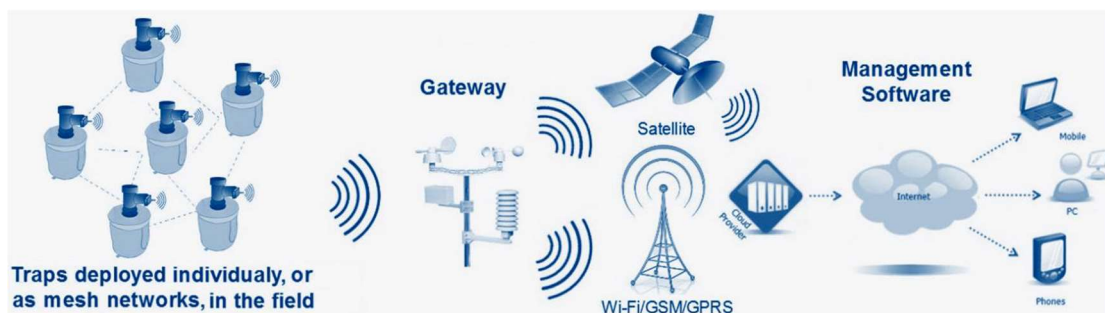 Traps deployed individualy, or
as mesh networks, in the field
Gateway
Satellite
Wi-Fi/GSM/GPRS
Cloud
Provider
Management
Software
Internet
Mobile
PC
Phones